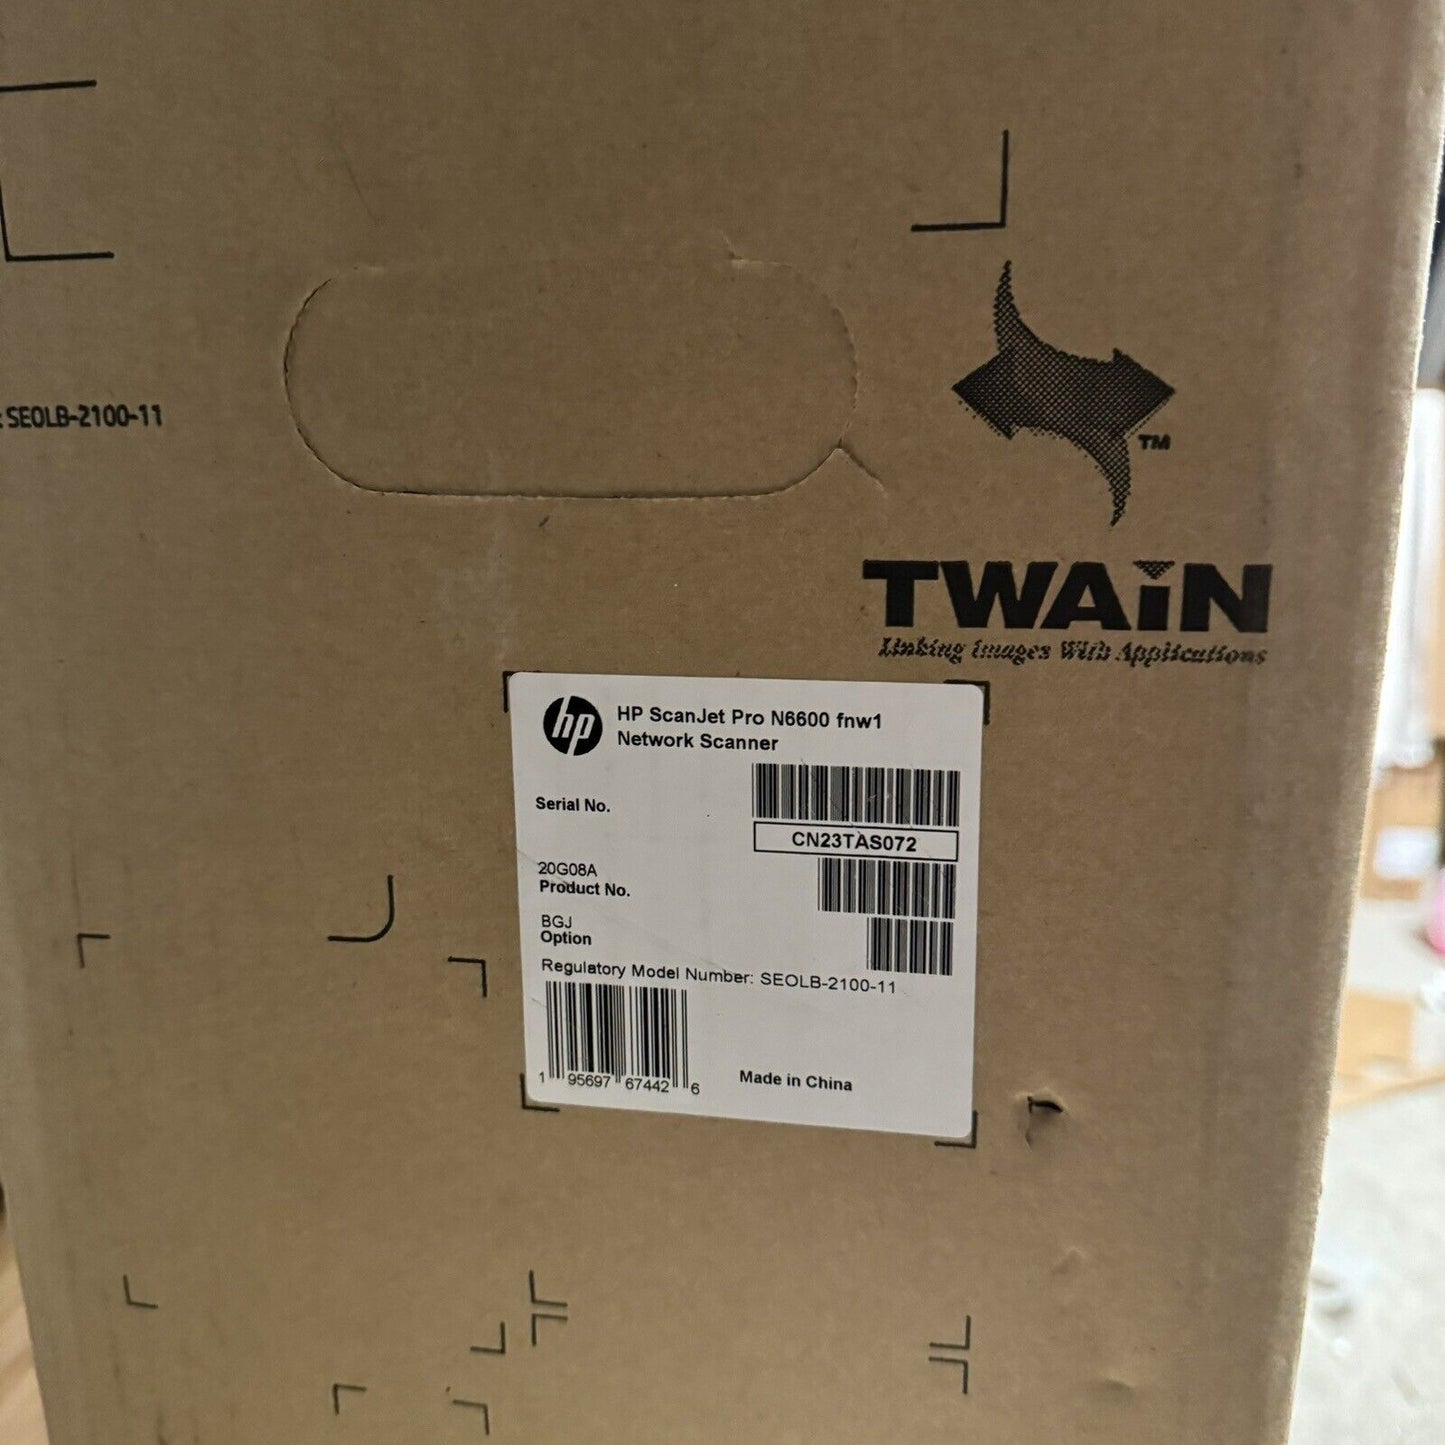 : SEOLB-2100-11
TM
TWAiN
Linking Images With Applications
hp
HP ScanJet Pro N6600 fnw1
Network Scanner
Serial No.
CN23TAS072
20G08A
Product No.
BGJ
Option
Regulatory Model Number: SEOLB-2100-11
1 95697 67442 6
Made in China